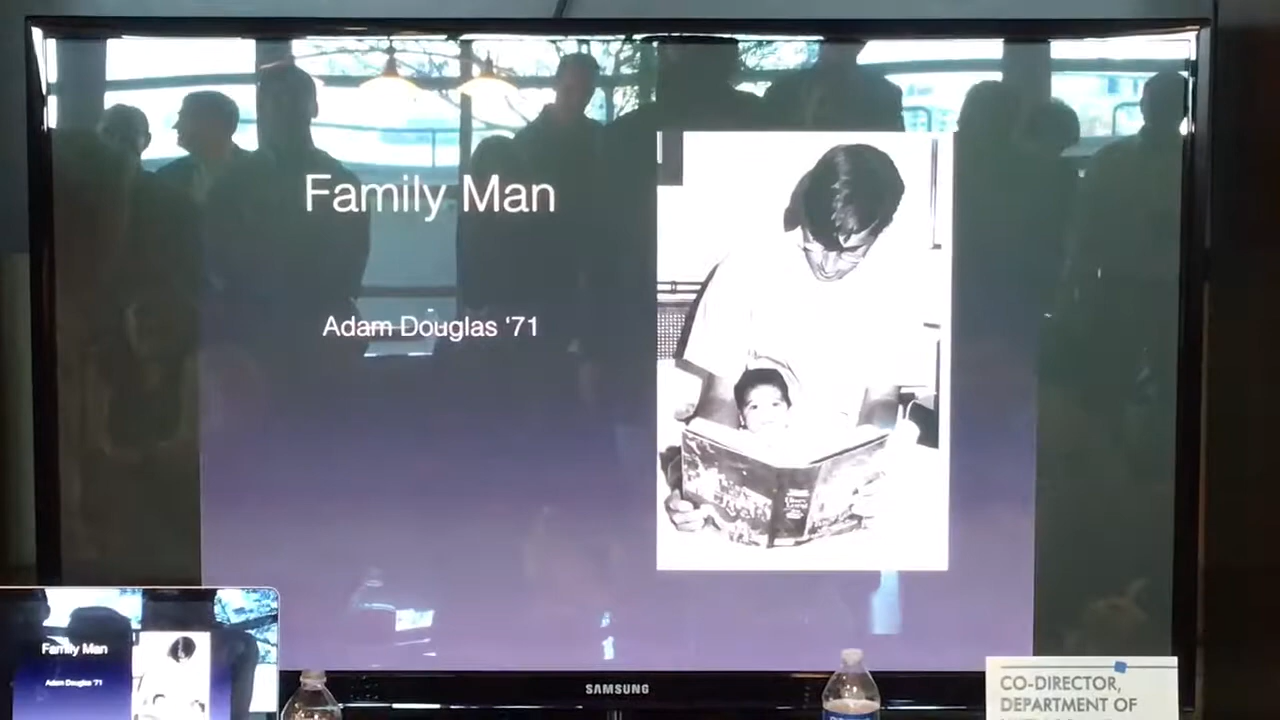 Family Man
Adam Douglas ‘71
Family Man
Adam Douglas '71
SAMSUNG
CO-DIRECTOR,
DEPARTMENT OF